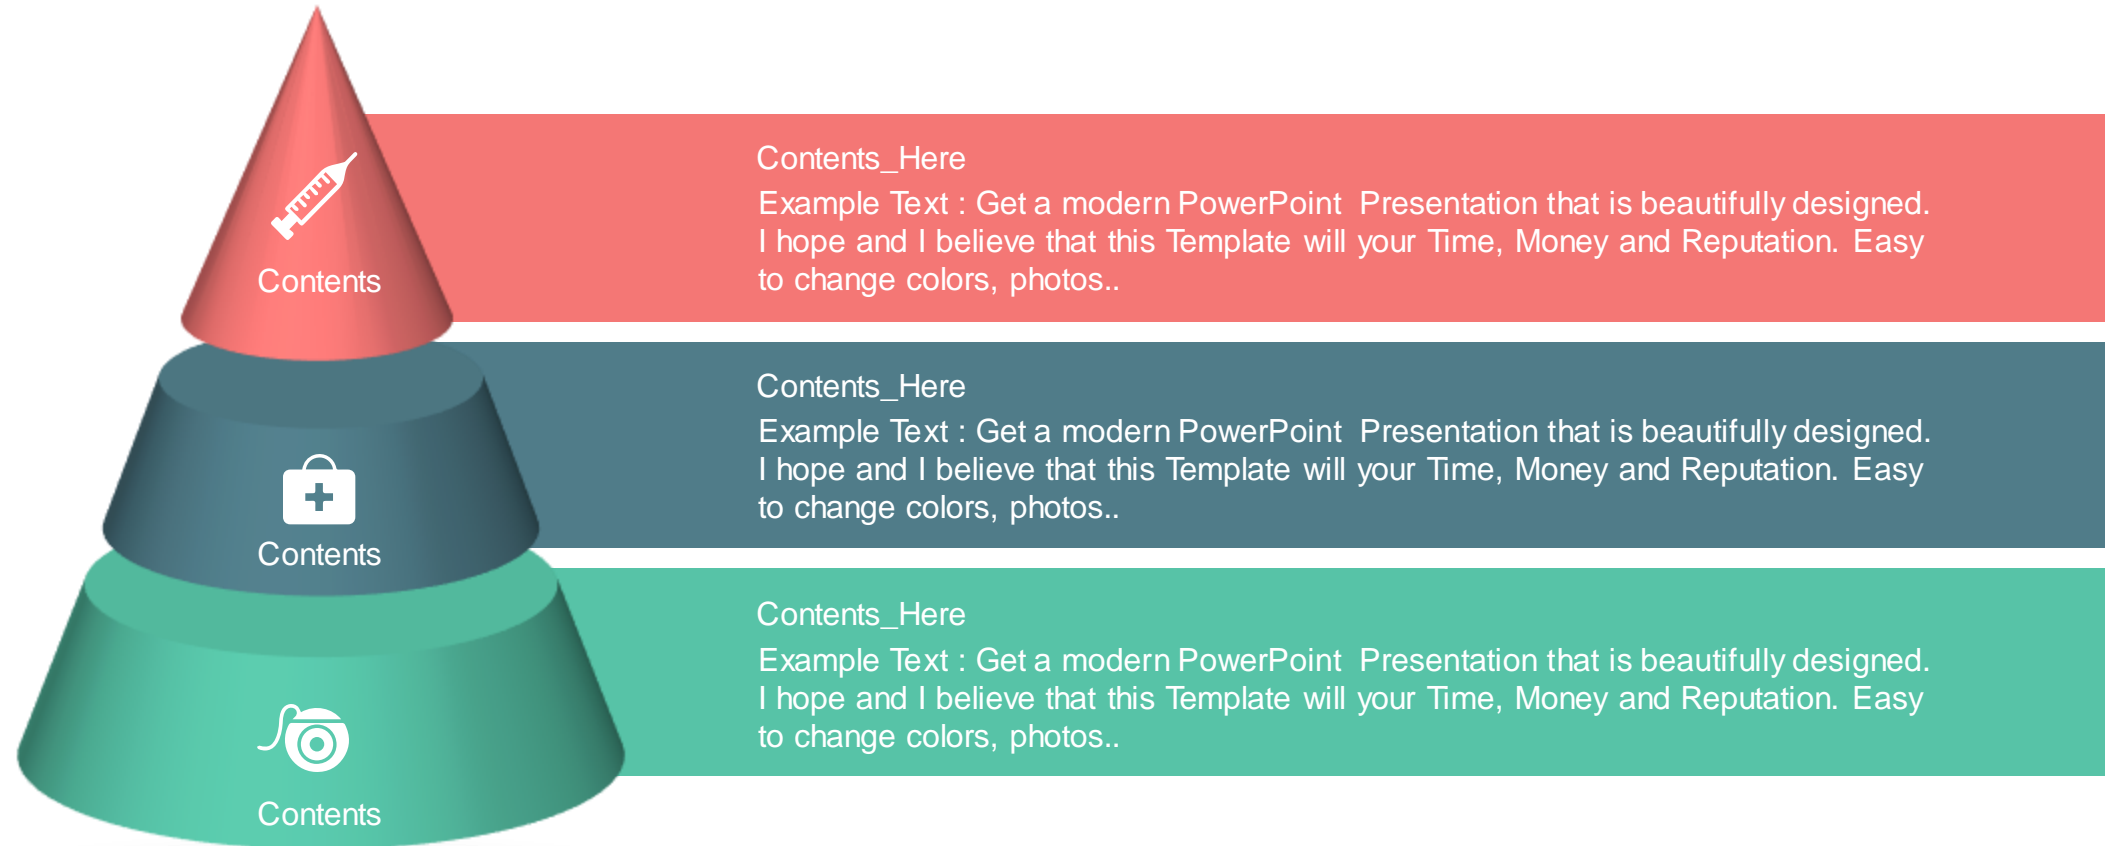 Contents_Here
Example Text : Get a modern PowerPoint  Presentation that is beautifully designed.
I hope and I believe that this Template will your Time, Money and Reputation. Easy
to change colors, photos..
Contents
Contents_Here
Example Text : Get a modern PowerPoint  Presentation that is beautifully designed.
I hope and I believe that this Template will your Time, Money and Reputation. Easy
to change colors, photos..
Contents
Contents_Here
Example Text : Get a modern PowerPoint  Presentation that is beautifully designed.
I hope and I believe that this Template will your Time, Money and Reputation. Easy
to change colors, photos..
Contents